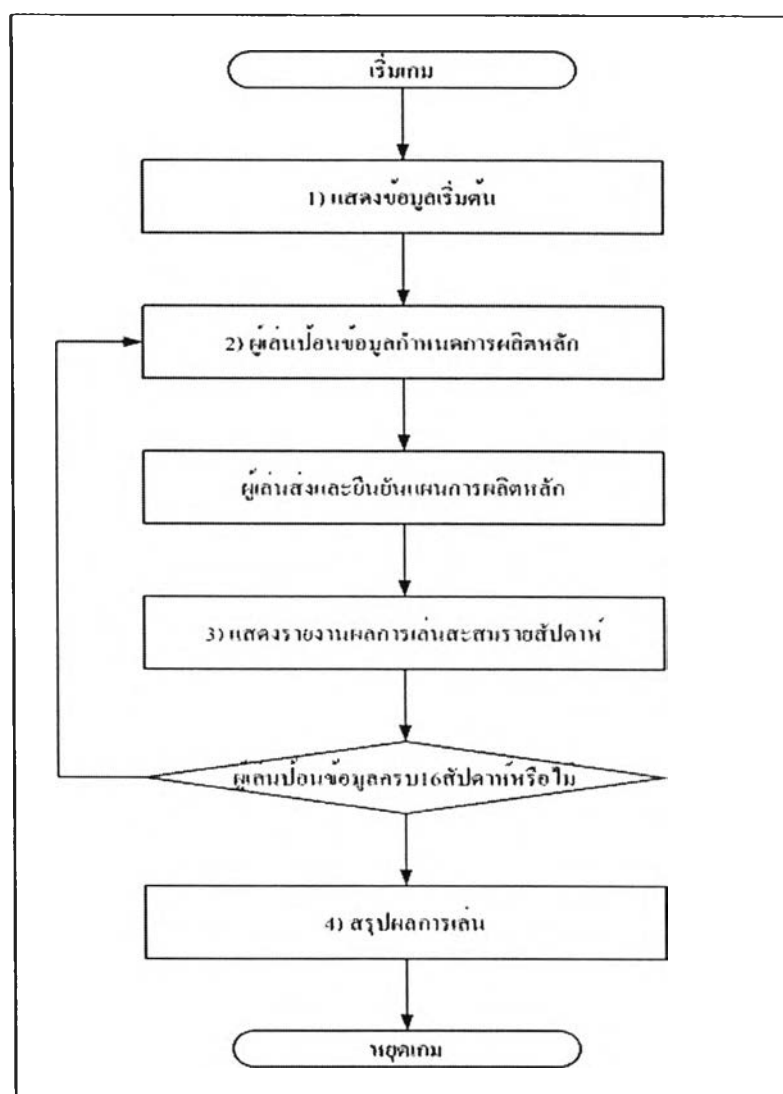 เริ่มเกม
1) แสดงข้อมูลเริ่มต้น
2) ผู้เล่นป้อนข้อมูลกำหนดการผลิตหลัก
ผู้เล่นส่งและยืนยันแผนการผลิตหลัก
3) แสดงรายงานผลการเล่นสะสมรายสัปดาห์
ผู้เล่นป้อนข้อมูลครบ16สัปดาห์หรือไม่
4) สรุปผลการเล่น
หยุดเกม